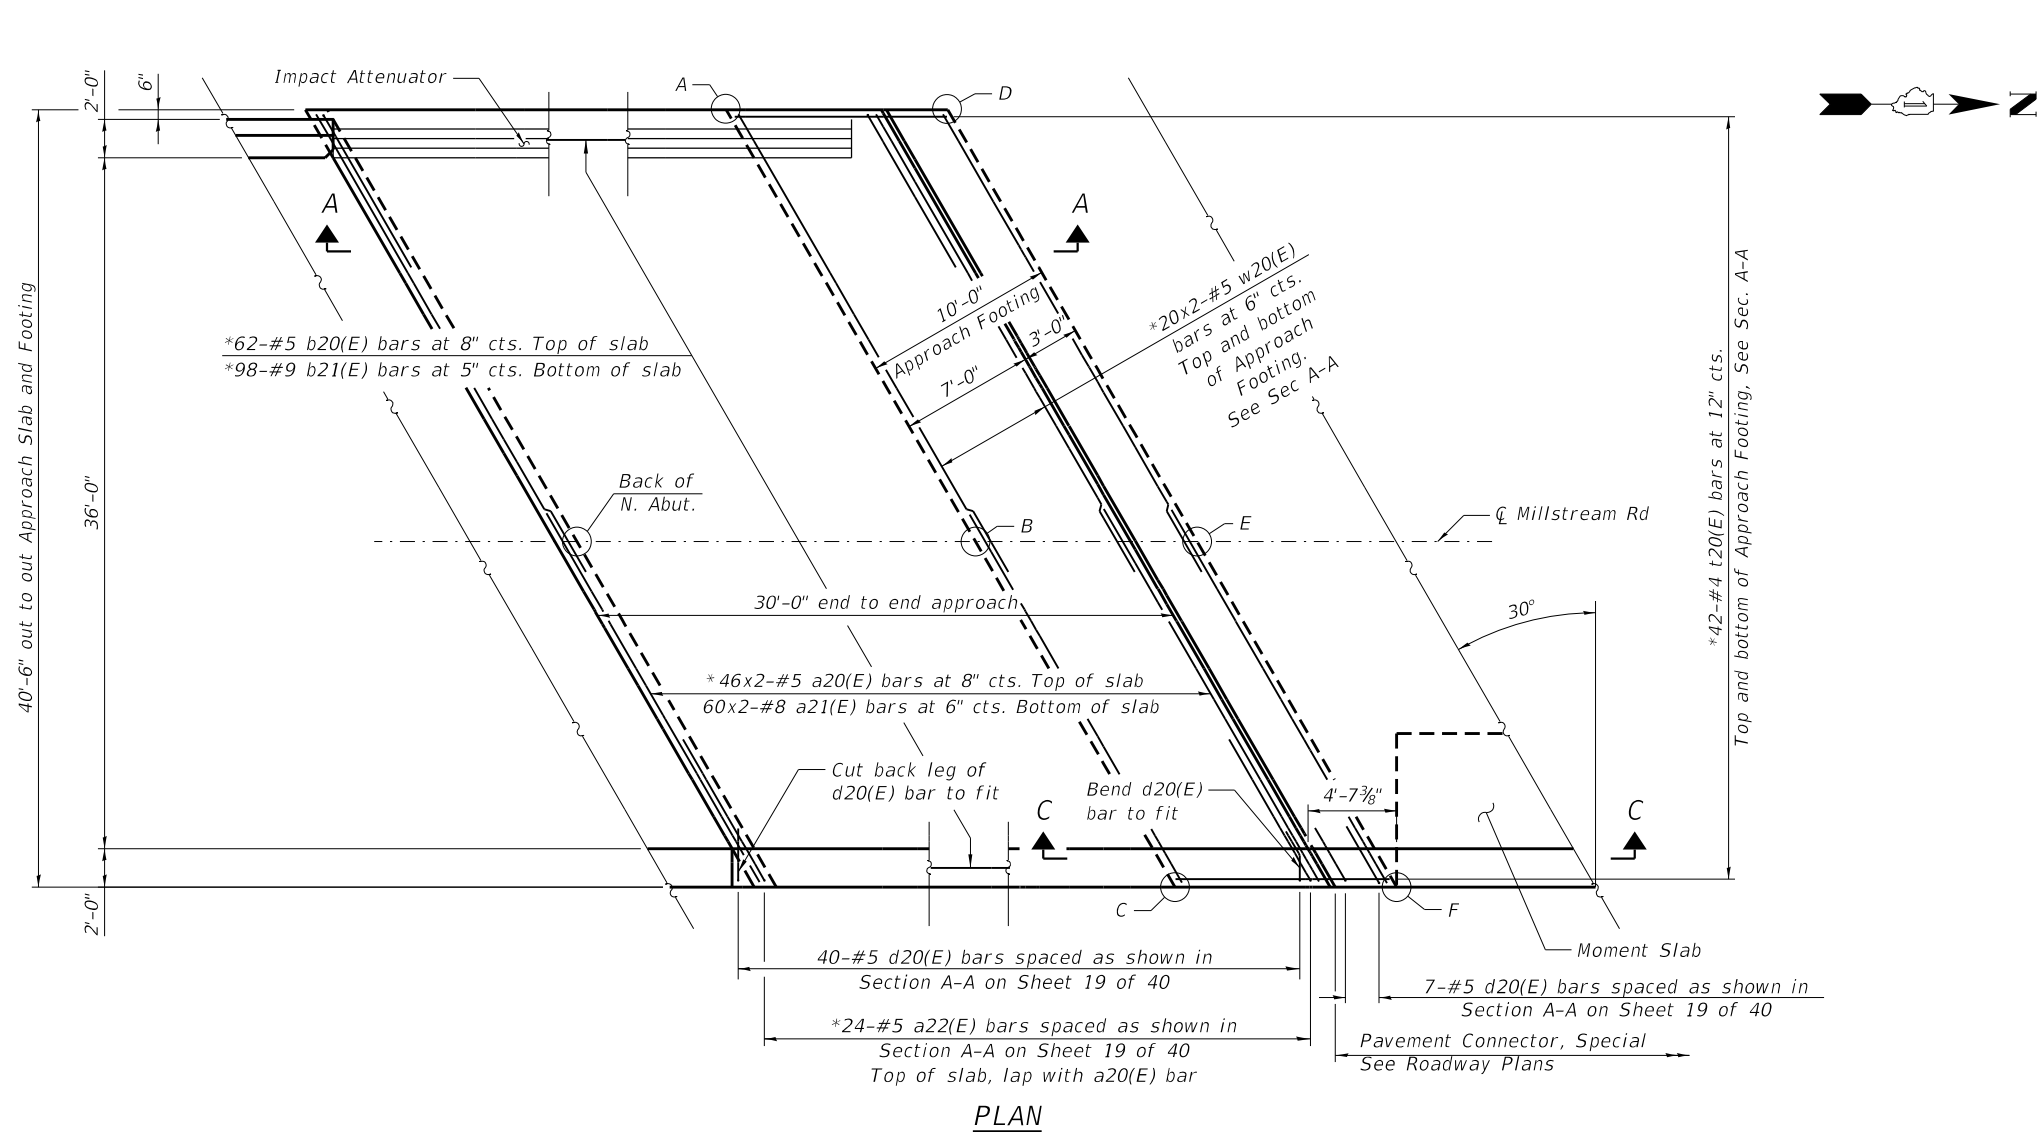 Impact Attenuator
A
D
2'-0"
6"
N
A
A
10'-0"
Approach Footing
3'-0"
7'-0"
*20x2-#5 w20(E)
bars at 6" cts.
Top and bottom
of Approach
Footing.
See Sec A-A
40'-6" out to out Approach Slab and Footing
36'-0"
*62-#5 b20(E) bars at 8" cts. Top of slab
*98-#9 b21(E) bars at 5" cts. Bottom of slab
*42-#4 t20(E) bars at 12" cts.
Top and bottom of Approach Footing, See Sec. A-A
Back of
N. Abut.
B
E
℄ Millstream Rd
30'-0" end to end approach
30°
*46x2-#5 a20(E) bars at 8" cts. Top of slab
60x2-#8 a21(E) bars at 6" cts. Bottom of slab
Cut back leg of
d20(E) bar to fit
Bend d20(E)
bar to fit
4'-7⅜"
C
C
2'-0"
C
F
Moment Slab
40-#5 d20(E) bars spaced as shown in
Section A-A on Sheet 19 of 40
7-#5 d20(E) bars spaced as shown in
Section A-A on Sheet 19 of 40
*24-#5 a22(E) bars spaced as shown in
Section A-A on Sheet 19 of 40
Top of slab, lap with a20(E) bar
Pavement Connector, Special
See Roadway Plans
PLAN